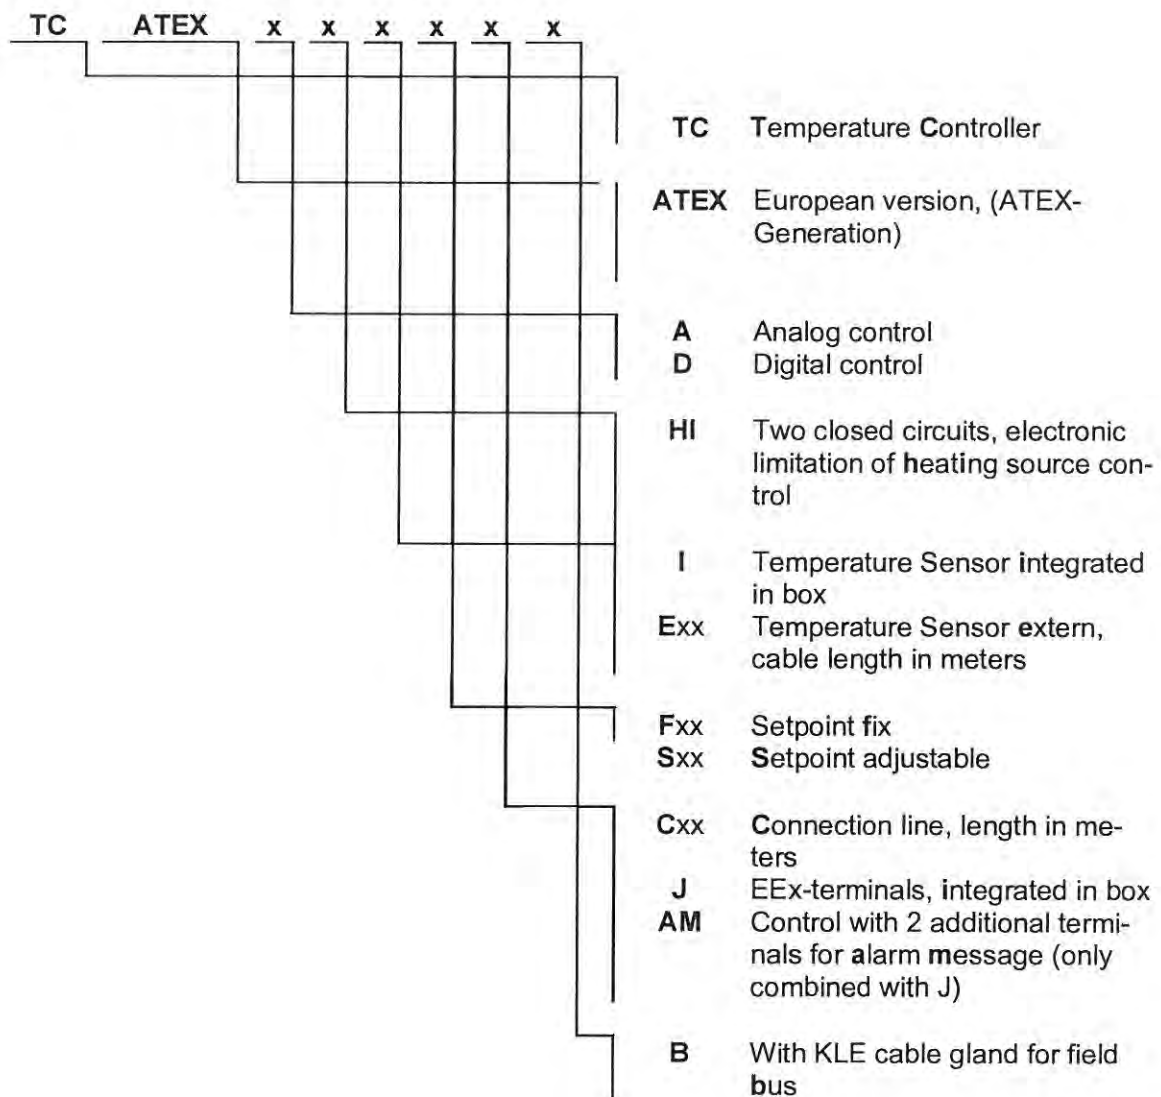 TC ATEX x x x x x x
TC Temperature Controller
ATEX European version, (ATEX-
Generation)
A Analog control
D Digital control
HI Two closed circuits, electronic
limitation of heating source con-
trol
I Temperature Sensor integrated
in box
Exx Temperature Sensor extern,
cable length in meters
Fxx Setpoint fix
Sxx Setpoint adjustable
Cxx Connection line, length in me-
ters
J EEx-terminals, integrated in box
AM Control with 2 additional termi-
nals for alarm message (only
combined with J)
B With KLE cable gland for field
bus